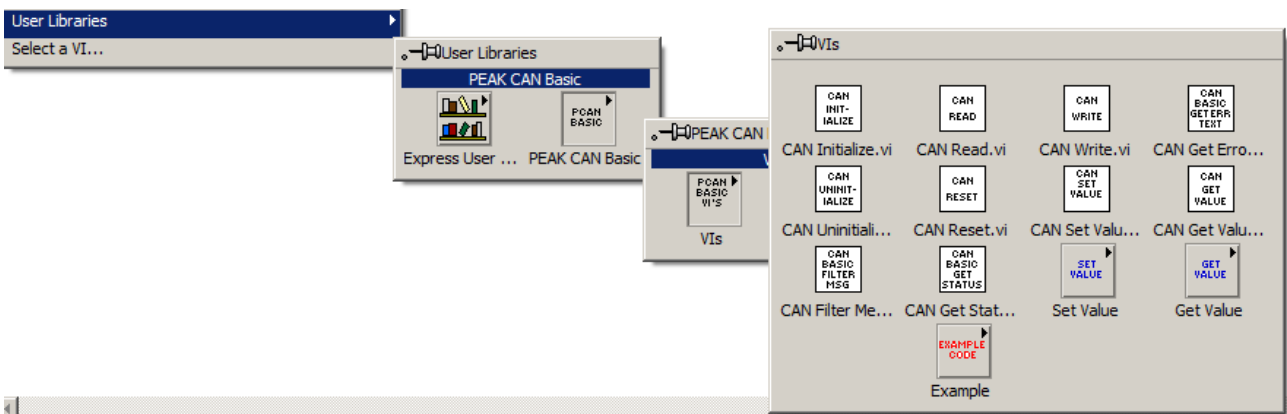 User Libraries
Select a VI...
User Libraries
PEAK CAN Basic
PCAN
BASIC
Express User ...
PEAK CAN Basic
PEAK CAN
PCAN
BASIC
VI'S
VIs
VIs
CAN
INIT-
IALIZE
CAN
READ
CAN
WRITE
CAN
BASIC
GET ERR
TEXT
CAN Initialize.vi
CAN Read.vi
CAN Write.vi
CAN Get Erro...
CAN
UNINIT-
IALIZE
CAN
RESET
CAN
SET
VALUE
CAN
GET
VALUE
CAN Uninitiali...
CAN Reset.vi
CAN Set Valu...
CAN Get Valu...
CAN
BASIC
FILTER
MSG
CAN
BASIC
GET
STATUS
SET
VALUE
GET
VALUE
CAN Filter Me...
CAN Get Stat...
Set Value
Get Value
EXAMPLE
CODE
Example